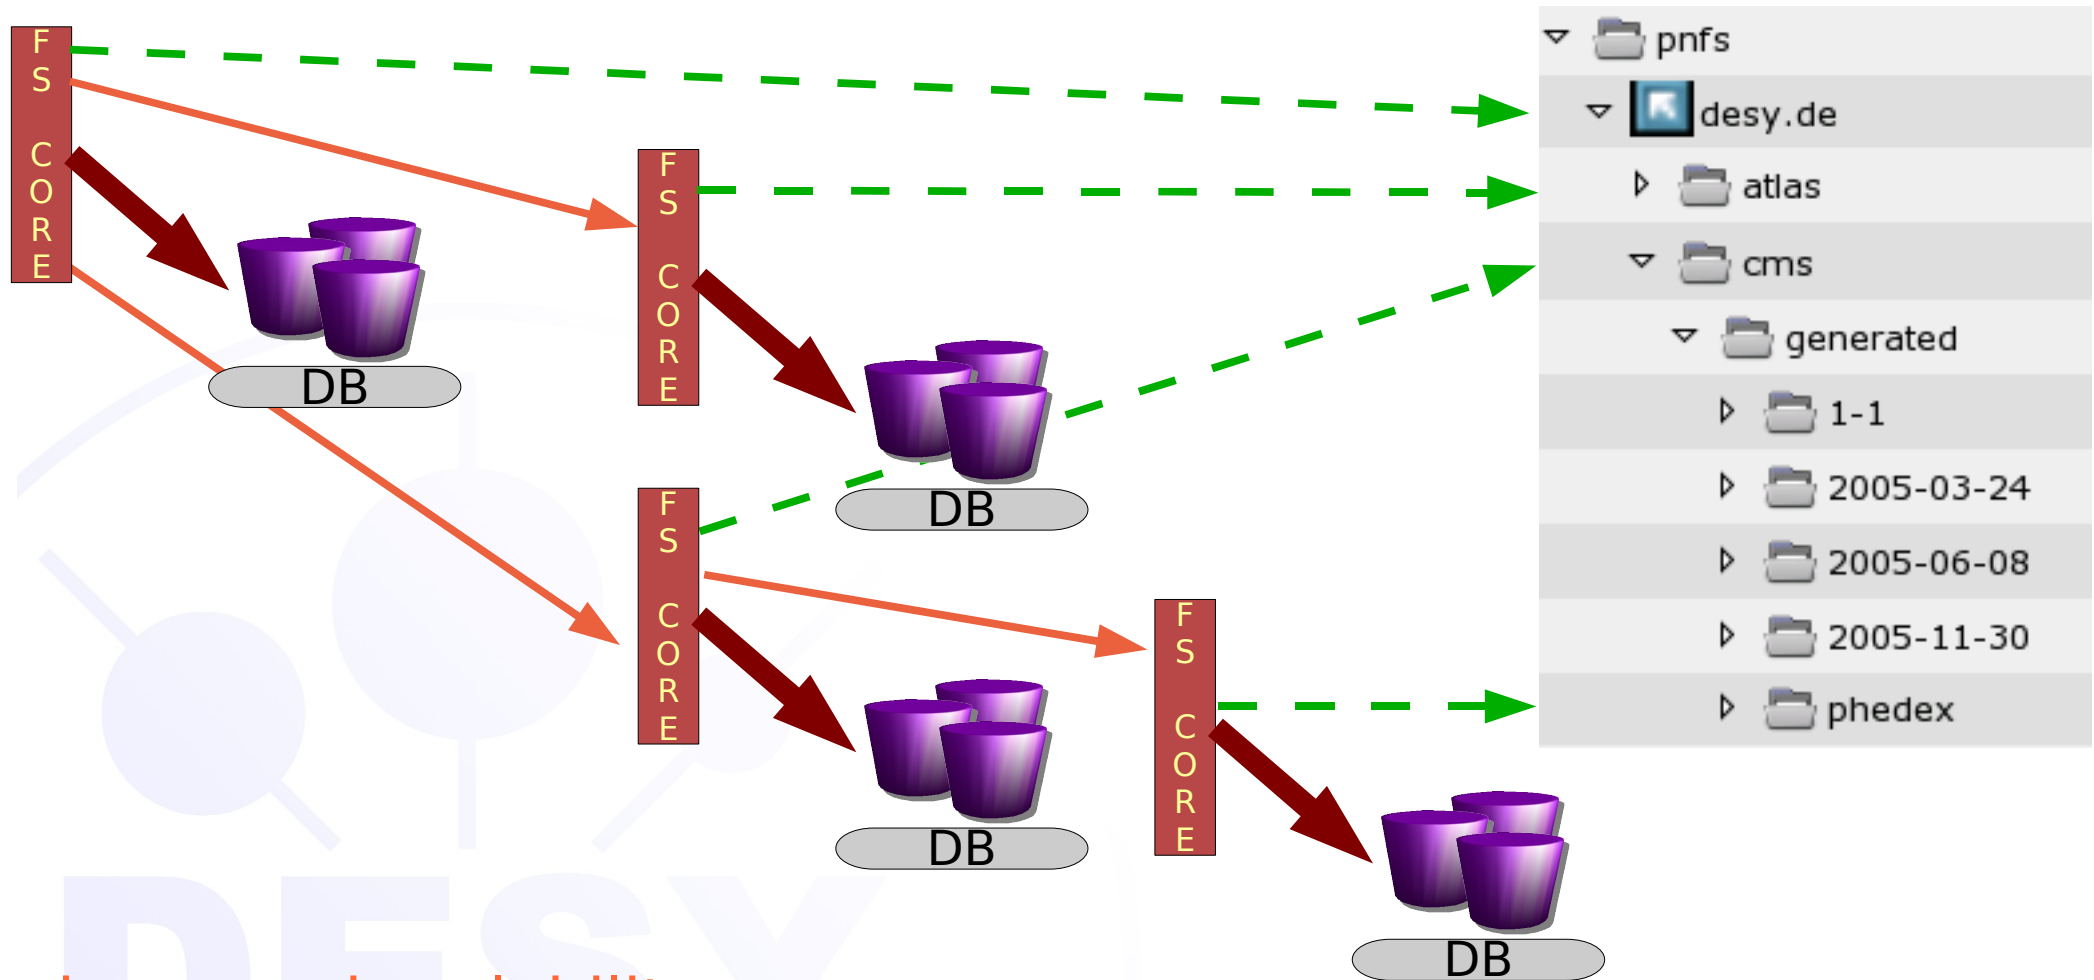 FS CORE
DB
FS CORE
DB
FS CORE
DB
FS CORE
DB
pnfs
desy.de
atlas
cms
generated
1-1
2005-03-24
2005-06-08
2005-11-30
phedex
DESY